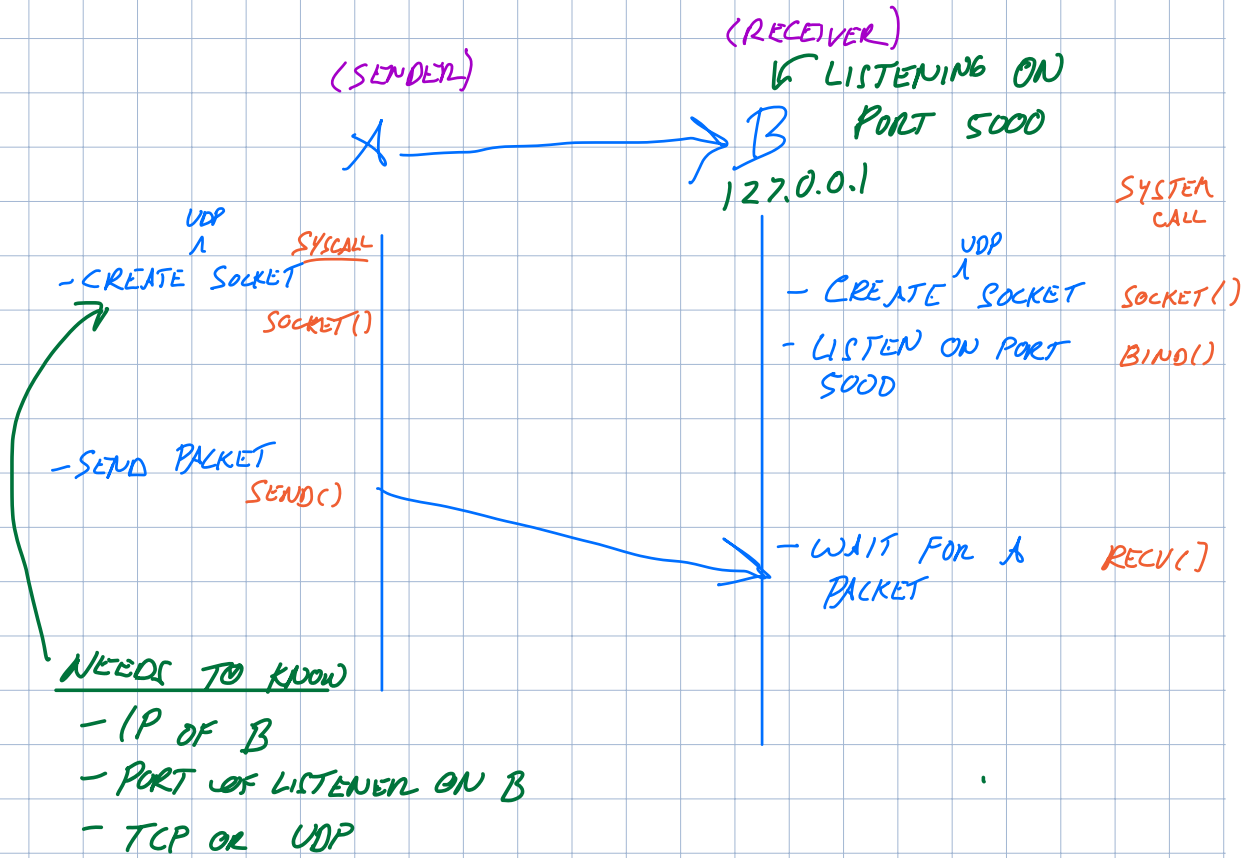 (SENDER)
(RECEIVER)
LISTENING ON
PORT 5000
A
B
127.0.0.1
SYSTEM
CALL
UDP
SYSCALL
- CREATE ^ SOCKET
SOCKET()
UDP
- CREATE ^ SOCKET
SOCKET()
- LISTEN ON PORT
5000
BIND()
- SEND PACKET
SEND()
- WAIT FOR A
PACKET
RECV()
NEEDS TO KNOW
- IP OF B
- PORT OF LISTENER ON B
- TCP OR UDP